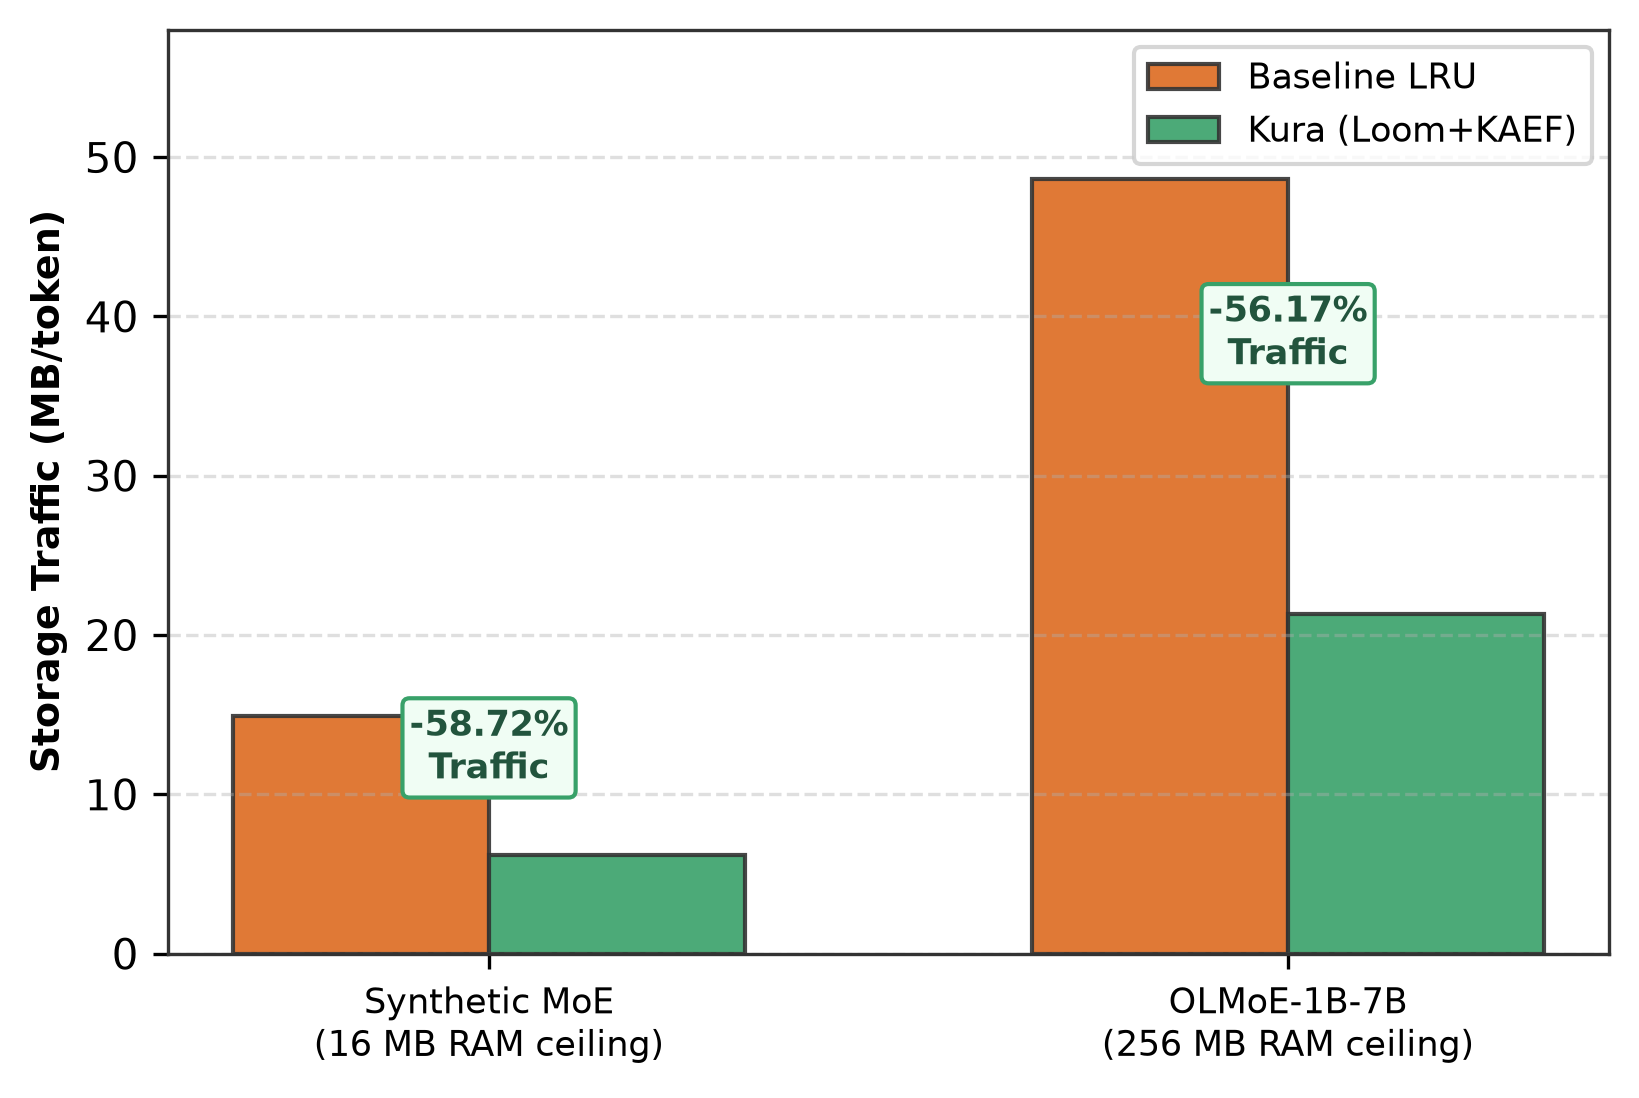 Baseline LRU
Kura (Loom+KAEF)
Storage Traffic (MB/token)
50
40
30
20
10
0
-56.17%
Traffic
-58.72%
Traffic
Synthetic MoE
(16 MB RAM ceiling)
OLMoE-1B-7B
(256 MB RAM ceiling)